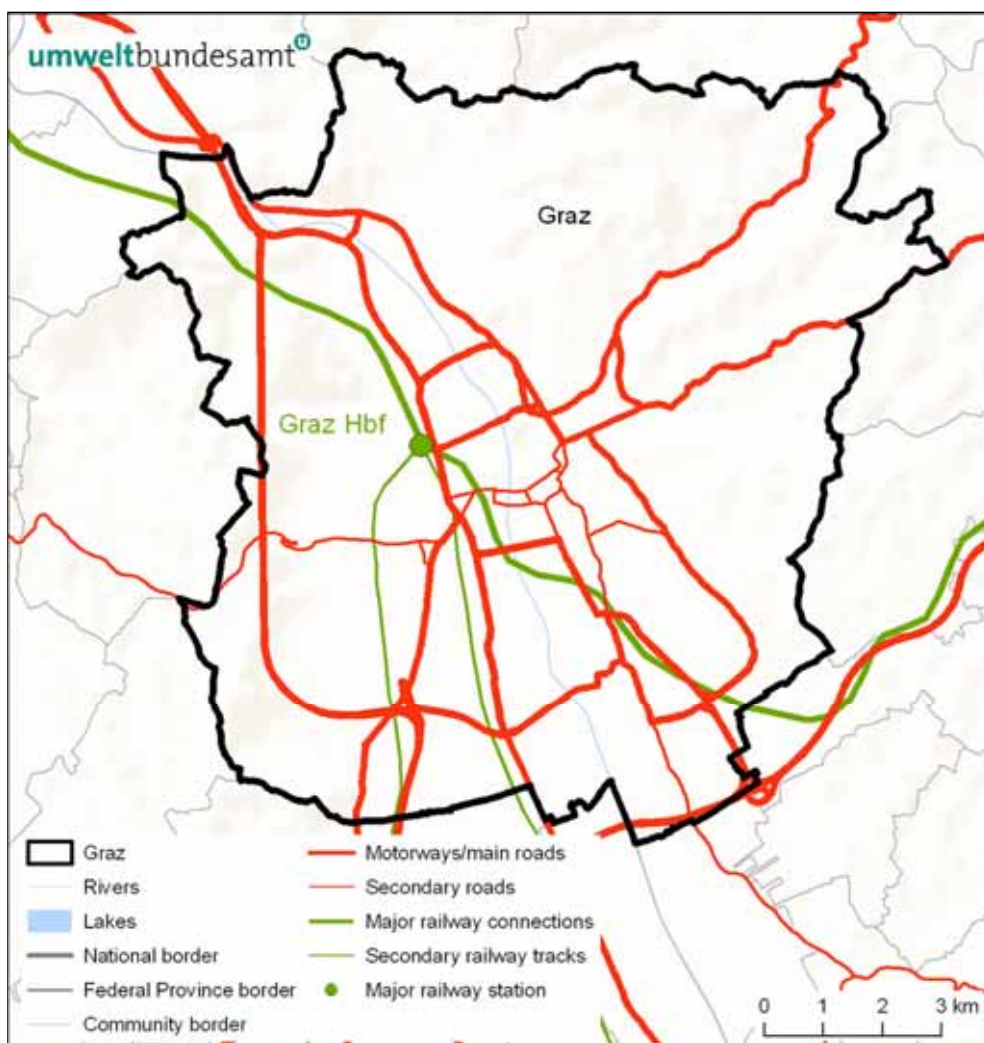 umweltbundesamt
u
Graz
Graz Hbf
Graz
Rivers
Lakes
National border
Federal Province border
Community border
Motorways/main roads
Secondary roads
Major railway connections
Secondary railway tracks
Major railway station
0 1 2 3 km